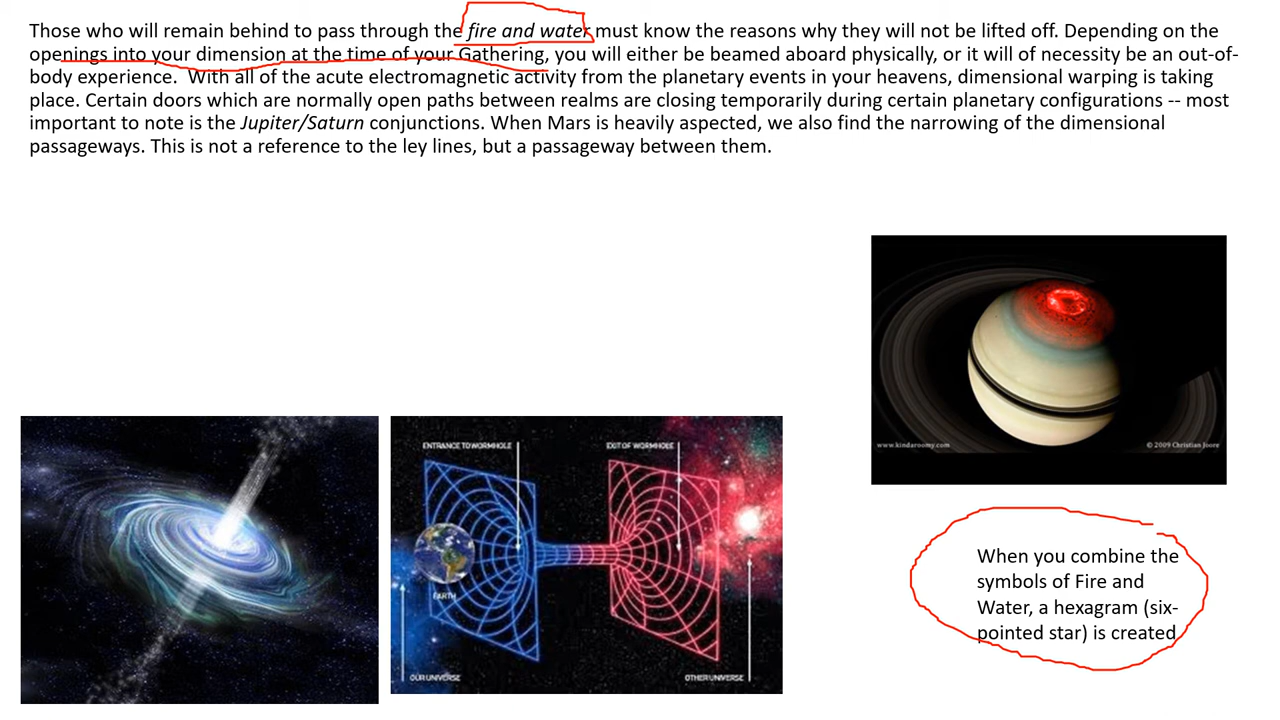 Those who will remain behind to pass through the fire and water must know the reasons why they will not be lifted off. Depending on the
openings into your dimension at the time of your Gathering, you will either be beamed aboard physically, or it will of necessity be an out-of-
body experience.  With all of the acute electromagnetic activity from the planetary events in your heavens, dimensional warping is taking
place. Certain doors which are normally open paths between realms are closing temporarily during certain planetary configurations -- most
important to note is the Jupiter/Saturn conjunctions. When Mars is heavily aspected, we also find the narrowing of the dimensional
passageways. This is not a reference to the ley lines, but a passageway between them.
www.kindaroomy.com
© 2009 Christian Joore
ENTRANCE TO WORMHOLE
EXIT OF WORMHOLE
EARTH
OUR UNIVERSE
OTHER UNIVERSE
When you combine the
symbols of Fire and
Water, a hexagram (six-
pointed star) is created